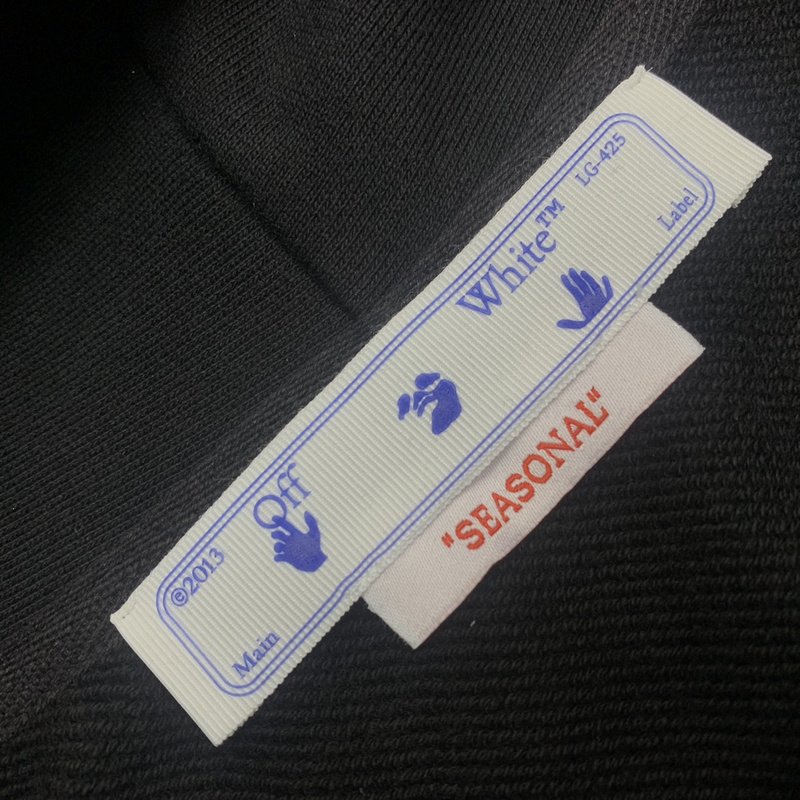 ©2013
LG-425
Off
White™
Main
Label
"SEASONAL"